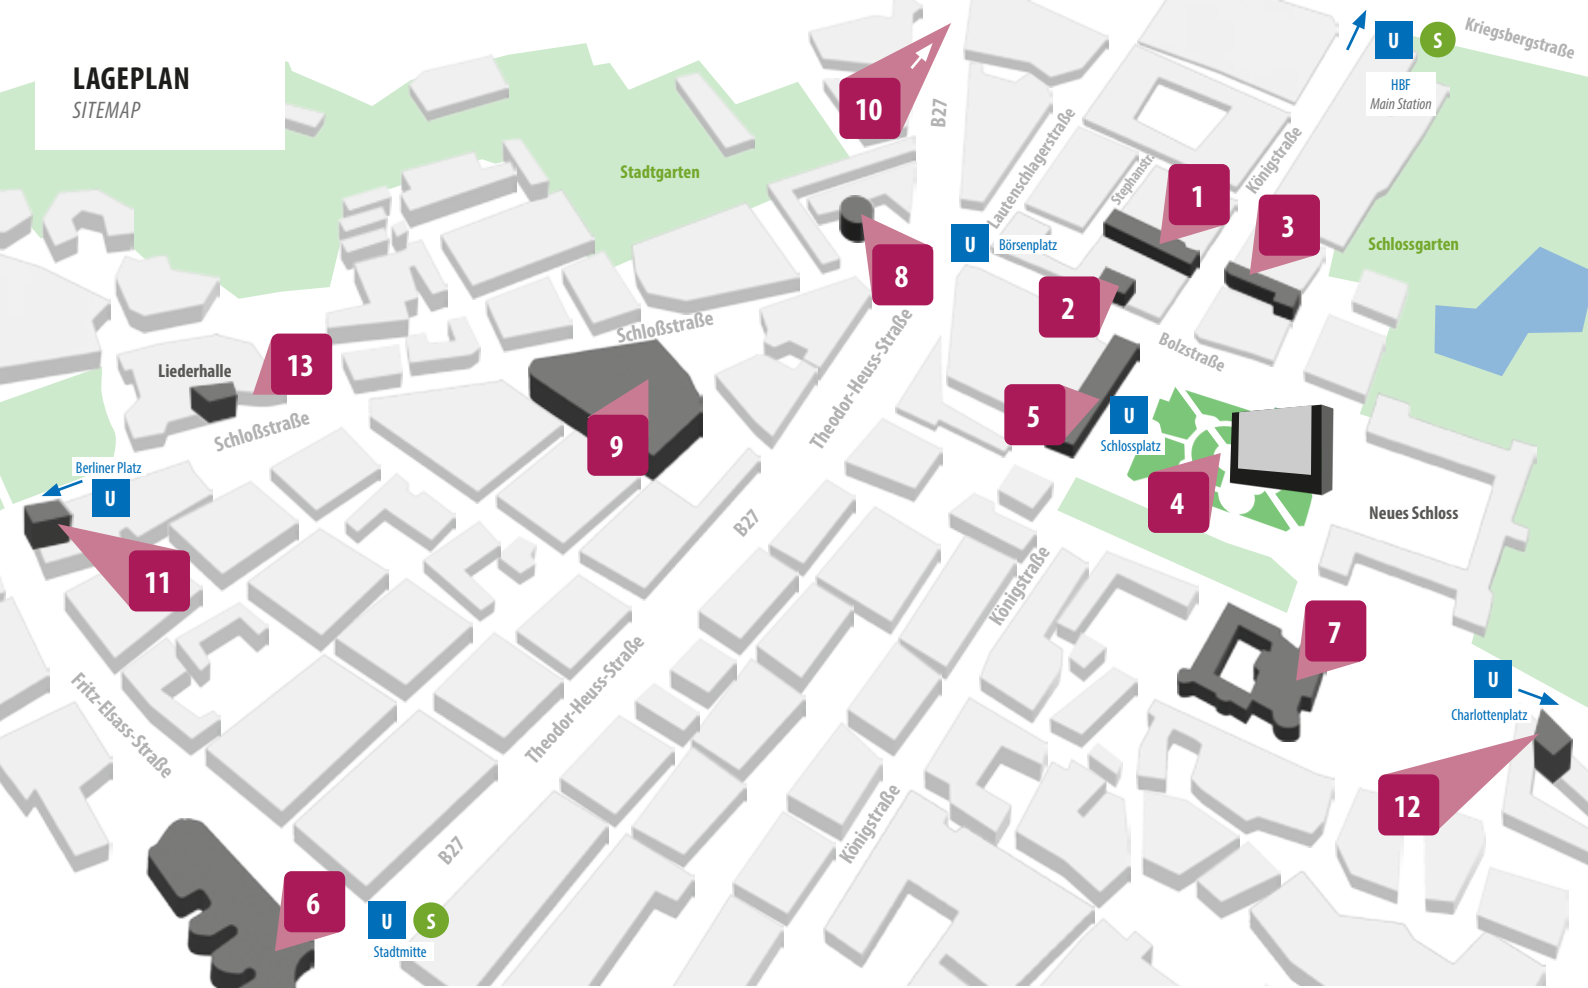 LAGEPLAN
SITEMAP
Kriegsbergstraße
U
S
HBF
Main Station
10
B27
Lautenschlagerstraße
Königstraße
Stadtgarten
1
3
U
Börsenplatz
Schlossgarten
8
2
Schloßstraße
Theodor-Heuss-Straße
Bolzstraße
Liederhalle
13
5
U
Schlossplatz
Schloßstraße
9
Berliner Platz
U
4
Neues Schloss
B27
11
Königstraße
7
U
Charlottenplatz
Fritz-Elsass-Straße
Theodor-Heuss-Straße
12
Königstraße
B27
6
U
S
Stadtmitte